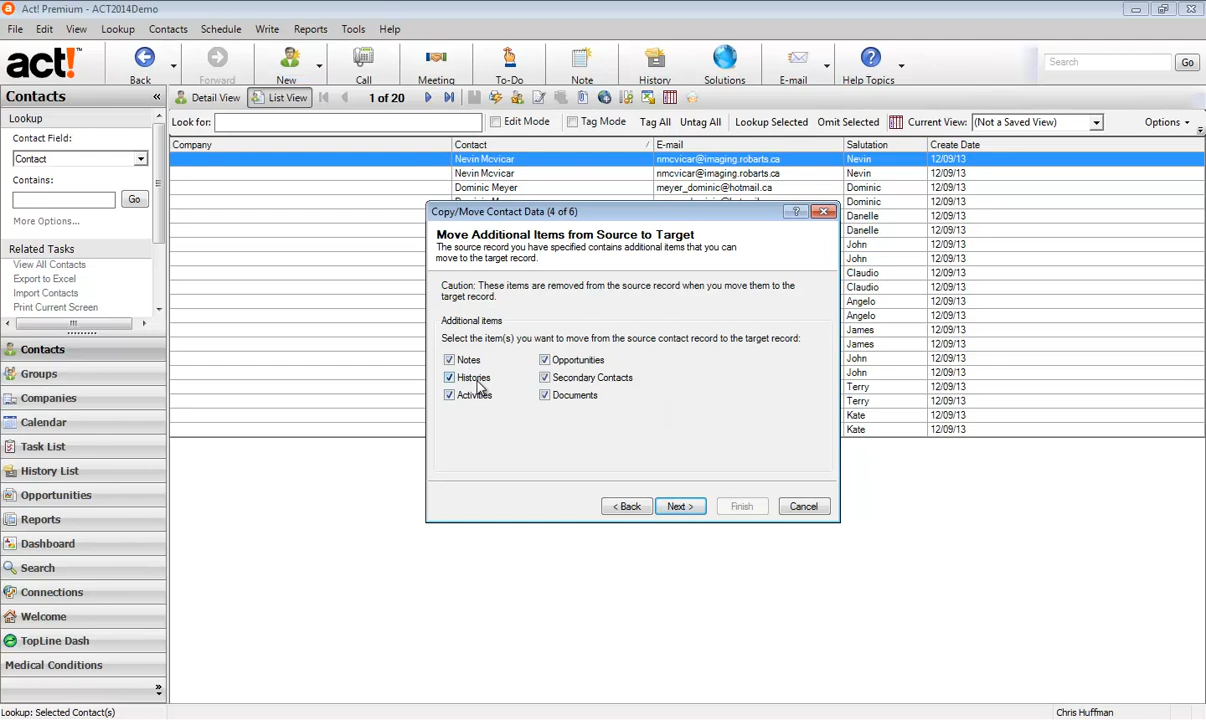 Act! Premium - ACT2014Demo
File Edit View Lookup Contacts Schedule Write Reports Tools Help
act! Back Forward New Call Meeting To-Do Note History Solutions E-mail Help Topics Search Go
Contacts « Detail View List View 1 of 20
Lookup
Look for: Edit Mode Tag Mode Tag All Untag All Lookup Selected Omit Selected Current View: (Not a Saved View) Options
Contact Field:
Contact
Contains:
Go
More Options...
Related Tasks
View All Contacts
Export to Excel
Import Contacts
Print Current Screen
Contacts
Groups
Companies
Calendar
Task List
History List
Opportunities
Reports
Dashboard
Search
Connections
Welcome
TopLine Dash
Medical Conditions
»
Company Contact E-mail Salutation Create Date
Nevin Mcvicar nmcvicar@imaging.robarts.ca Nevin 12/09/13
Nevin Mcvicar nmcvicar@imaging.robarts.ca Nevin 12/09/13
Dominic Meyer meyer_dominic@hotmail.ca Dominic 12/09/13
Dominic 12/09/13
Danelle 12/09/13
Danelle 12/09/13
John 12/09/13
John 12/09/13
Claudio 12/09/13
Claudio 12/09/13
Angelo 12/09/13
Angelo 12/09/13
James 12/09/13
James 12/09/13
John 12/09/13
John 12/09/13
Terry 12/09/13
Terry 12/09/13
Kate 12/09/13
Kate 12/09/13
Copy/Move Contact Data (4 of 6)
Move Additional Items from Source to Target
The source record you have specified contains additional items that you can
move to the target record.
Caution: These items are removed from the source record when you move them to the
target record.
Additional items
Select the item(s) you want to move from the source contact record to the target record:
Notes Opportunities
Histories Secondary Contacts
Activities Documents
< Back Next > Finish Cancel
Lookup: Selected Contact(s) Chris Huffman